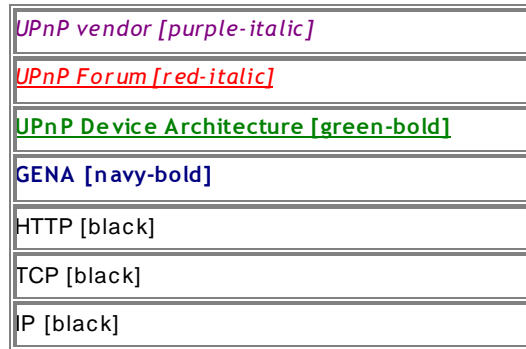 UPnP vendor [purple-italic]
UPnP Forum [red-italic]
UPnP Device Architecture [green-bold]
GENA [navy-bold]
HTTP [black]
TCP [black]
IP [black]